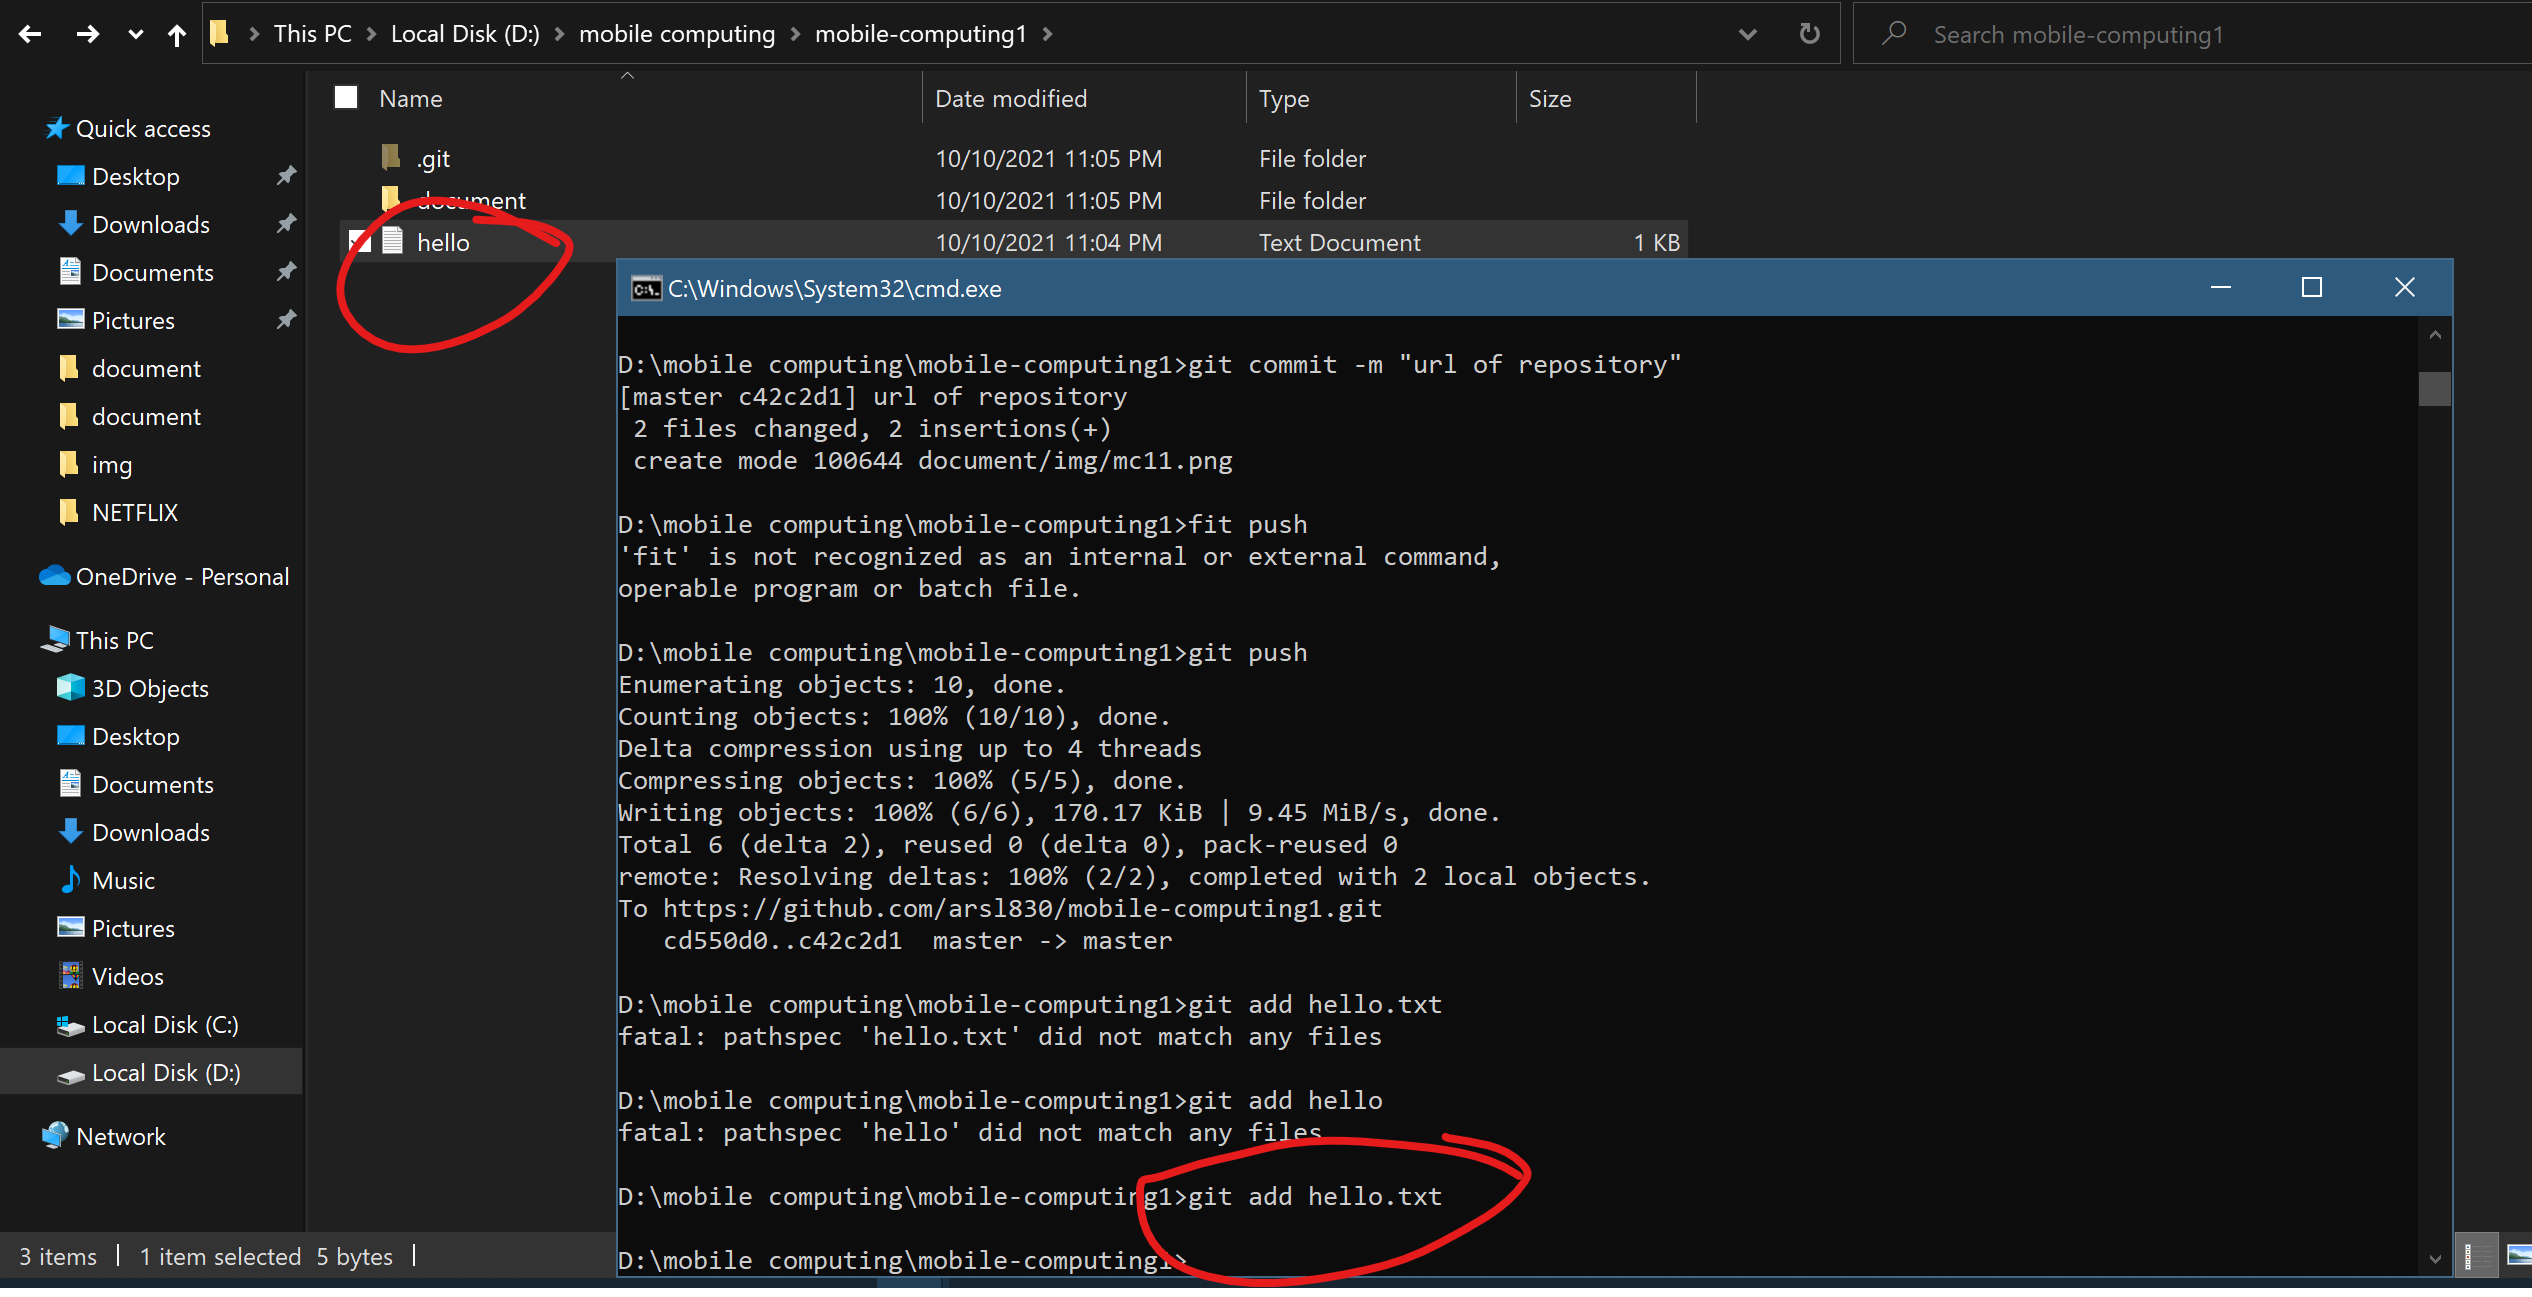 This PC > Local Disk (D:) > mobile computing > mobile-computing1 >
Search mobile-computing1
Name Date modified Type Size
.git 10/10/2021 11:05 PM File folder
document 10/10/2021 11:05 PM File folder
hello 10/10/2021 11:04 PM Text Document 1 KB
Quick access
Desktop
Downloads
Documents
Pictures
document
document
img
NETFLIX
OneDrive - Personal
This PC
3D Objects
Desktop
Documents
Downloads
Music
Pictures
Videos
Local Disk (C:)
Local Disk (D:)
Network
3 items | 1 item selected 5 bytes |
C:\Windows\System32\cmd.exe
D:\mobile computing\mobile-computing1>git commit -m "url of repository"
[master c42c2d1] url of repository
2 files changed, 2 insertions(+)
create mode 100644 document/img/mc11.png
D:\mobile computing\mobile-computing1>fit push
'fit' is not recognized as an internal or external command,
operable program or batch file.
D:\mobile computing\mobile-computing1>git push
Enumerating objects: 10, done.
Counting objects: 100% (10/10), done.
Delta compression using up to 4 threads
Compressing objects: 100% (5/5), done.
Writing objects: 100% (6/6), 170.17 KiB | 9.45 MiB/s, done.
Total 6 (delta 2), reused 0 (delta 0), pack-reused 0
remote: Resolving deltas: 100% (2/2), completed with 2 local objects.
To https://github.com/arsl830/mobile-computing1.git
cd550d0..c42c2d1 master -> master
D:\mobile computing\mobile-computing1>git add hello.txt
fatal: pathspec 'hello.txt' did not match any files
D:\mobile computing\mobile-computing1>git add hello
fatal: pathspec 'hello' did not match any files
D:\mobile computing\mobile-computing1>git add hello.txt
D:\mobile computing\mobile-computing1>